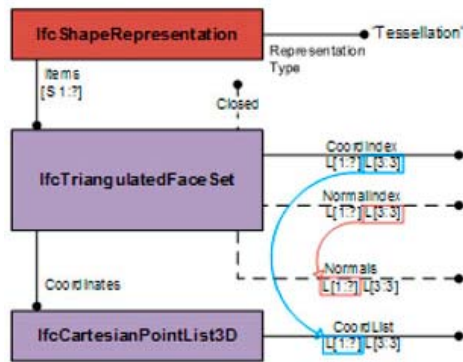 IfcShapeRepresentation
'Tessellation'
Representation
Type
Items
[S 1:?]
Closed
IfcTriangulatedFaceSet
CoordIndex
L[1:?] L[3:3]
NormalIndex
L[1:?] L[3:3]
Normals
L[1:?] L[3:3]
Coordinates
IfcCartesianPointList3D
CoordList
L[1:?] L[3:3]